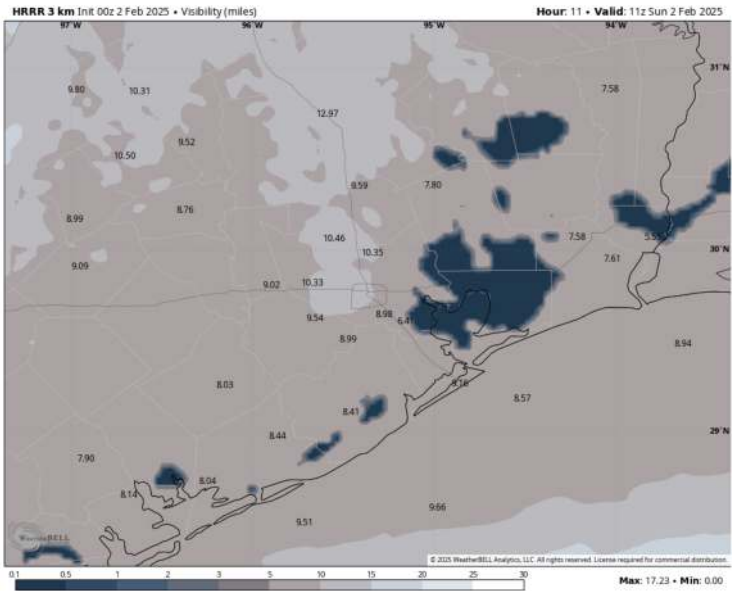 HRRR 3 km Init 00z 2 Feb 2025 • Visibility (miles)
Hour: 11 • Valid: 11z Sun 2 Feb 2025
97°W 96°W 95°W 94°W
31°N
9.80 10.31 7.58
12.97
9.52
10.50
9.59 7.80
8.76
8.99
10.46 7.58
30°N
10.35 7.61
9.09
9.02 10.33
9.54 8.98 6.41
8.99 8.94
8.03 9.16
8.57
8.41
8.44
29°N
7.90
8.04
8.14
9.66
9.51
WeatherBELL
© 2025 WeatherBELL Analytics, LLC. All rights reserved. License required for commercial distribution.
0.1 0.5 1 2 3 5 10 15 20 25 30
Max: 17.23 • Min: 0.00